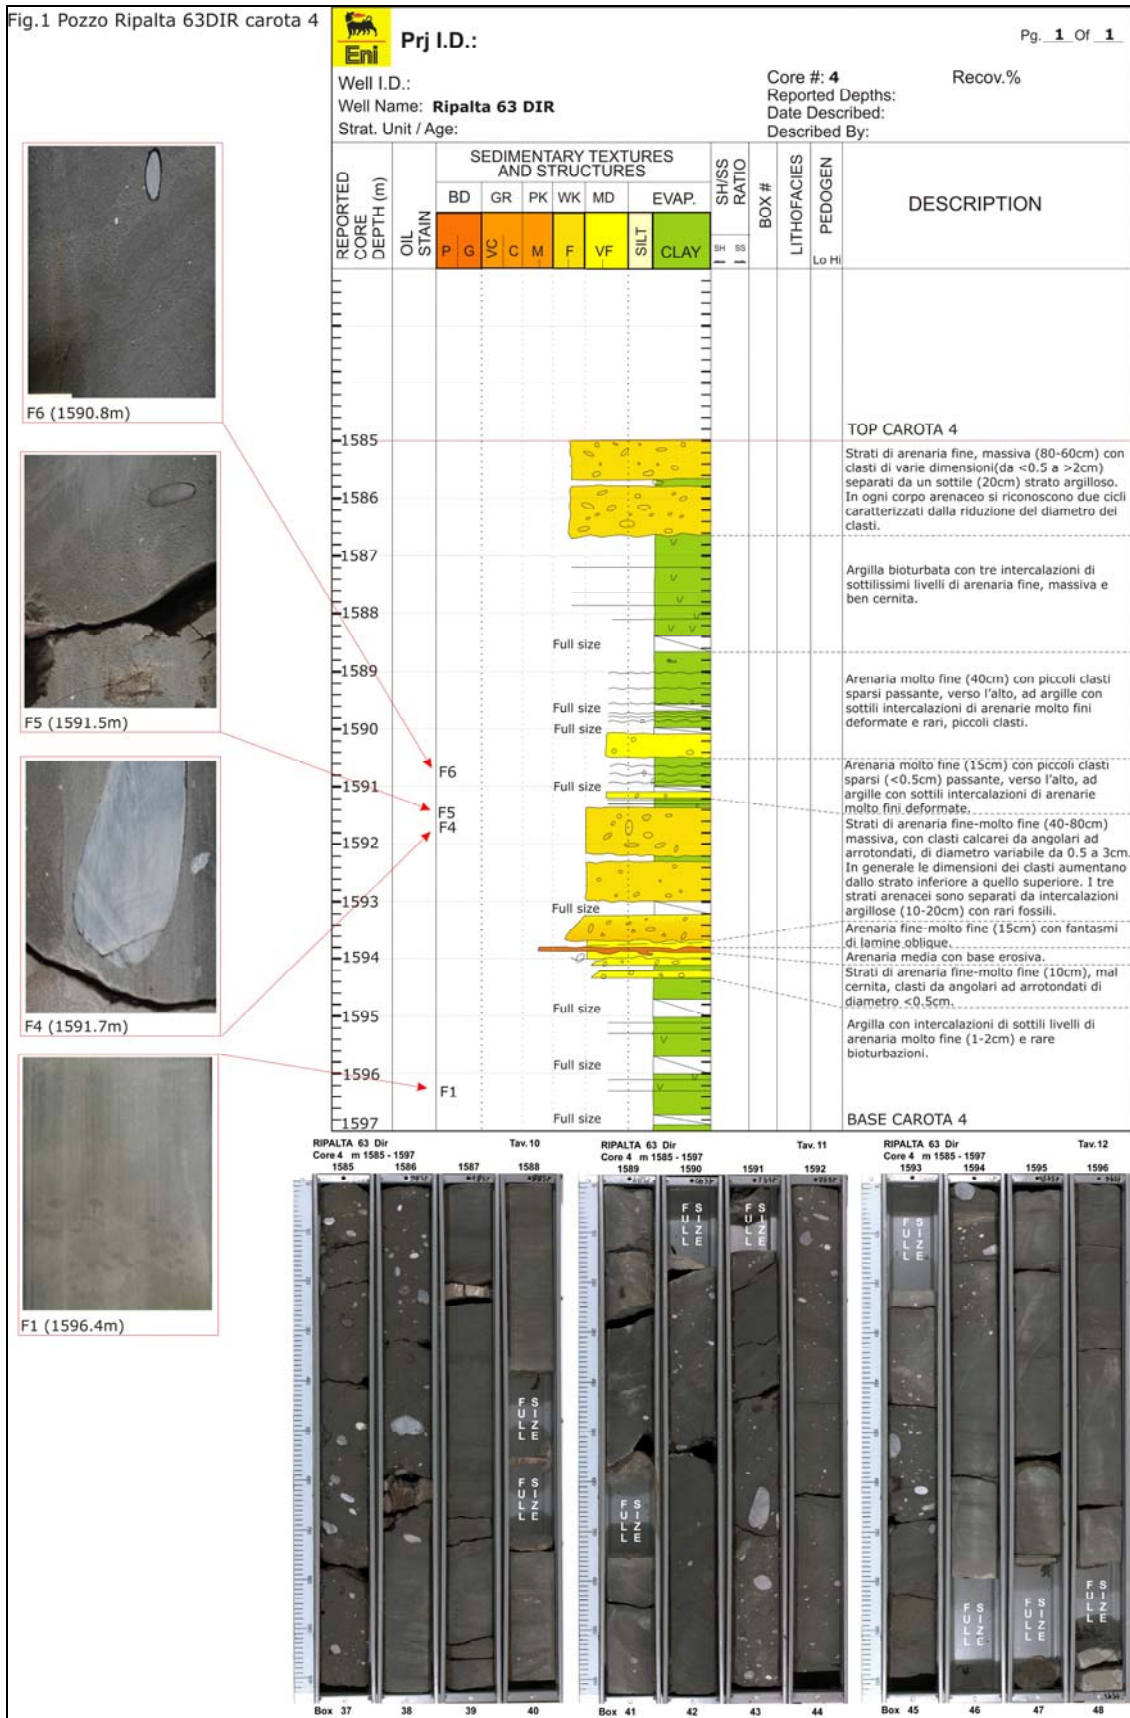 Fig.1 Pozzo Ripalta 63DIR carota 4
Eni
Prj I.D.:
Pg. 1 Of 1
Well I.D.:
Well Name: Ripalta 63 DIR
Strat. Unit / Age:
Core #: 4
Recov.%
Reported Depths:
Date Described:
Described By:
REPORTED CORE DEPTH (m)
OIL STAIN
SEDIMENTARY TEXTURES
AND STRUCTURES
BD GR PK WK MD EVAP.
P G VC C M F VF SILT CLAY
SH/SS RATIO
SH SS
BOX #
LITHOFACIES
PEDOGEN
Lo Hi
DESCRIPTION
F6 (1590.8m)
F5 (1591.5m)
F4 (1591.7m)
F1 (1596.4m)
1585
1586
1587
1588
1589
1590
1591
1592
1593
1594
1595
1596
1597
F6
F5
F4
F1
Full size
Full size
Full size
Full size
Full size
Full size
Full size
Full size
TOP CAROTA 4
Strati di arenaria fine, massiva (80-60cm) con
clasti di varie dimensioni(da <0.5 a >2cm)
separati da un sottile (20cm) strato argilloso.
In ogni corpo arenaceo si riconoscono due cicli
caratterizzati dalla riduzione del diametro dei
clasti.
Argilla bioturbata con tre intercalazioni di
sottilissimi livelli di arenaria fine, massiva e
ben cernita.
Arenaria molto fine (40cm) con piccoli clasti
sparsi passante, verso l'alto, ad argille con
sottili intercalazioni di arenarie molto fini
deformate e rari, piccoli clasti.
Arenaria molto fine (15cm) con piccoli clasti
sparsi (<0.5cm) passante, verso l'alto, ad
argille con sottili intercalazioni di arenarie
molto fini deformate.
Strati di arenaria fine-molto fine (40-80cm)
massiva, con clasti calcarei da angolari ad
arrotondati, di diametro variabile da 0.5 a 3cm.
In generale le dimensioni dei clasti aumentano
dallo strato inferiore a quello superiore. I tre
strati arenacei sono separati da intercalazioni
argillose (10-20cm) con rari fossili.
Arenaria fine-molto fine (15cm) con fantasmi
di lamine oblique.
Arenaria media con base erosiva.
Strati di arenaria fine-molto fine (10cm), mal
cernita, clasti da angolari ad arrotondati di
diametro <0.5cm.
Argilla con intercalazioni di sottili livelli di
arenaria molto fine (1-2cm) e rare
bioturbazioni.
BASE CAROTA 4
RIPALTA 63 Dir Tav.10
Core 4 m 1585 - 1597
1585 1586 1587 1588
FULL SIZE
FULL SIZE
Box 37 38 39 40
RIPALTA 63 Dir Tav.11
Core 4 m 1585 - 1597
1589 1590 1591 1592
FULL SIZE
FULL SIZE
FULL SIZE
Box 41 42 43 44
RIPALTA 63 Dir Tav.12
Core 4 m 1585 - 1597
1593 1594 1595 1596
FULL SIZE
FULL SIZE
FULL SIZE
FULL SIZE
Box 45 46 47 48